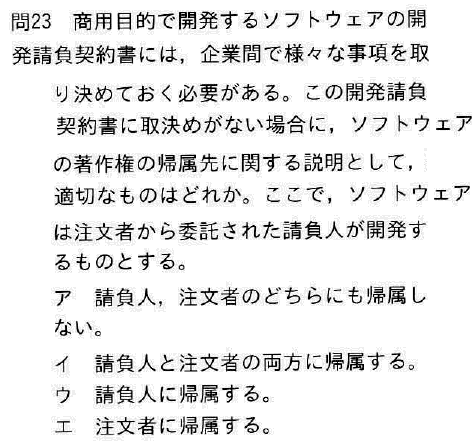 問23　商用目的で開発するソフトウェアの開
発請負契約書には，企業間で様々な事項を取
り決めておく必要がある。この開発請負
契約書に取決めがない場合に，ソフトウェア
の著作権の帰属先に関する説明として，
適切なものはどれか。ここで，ソフトウェア
は注文者から委託された請負人が開発す
るものとする。
ア　請負人，注文者のどちらにも帰属し
ない。
イ　請負人と注文者の両方に帰属する。
ウ　請負人に帰属する。
エ　注文者に帰属する。